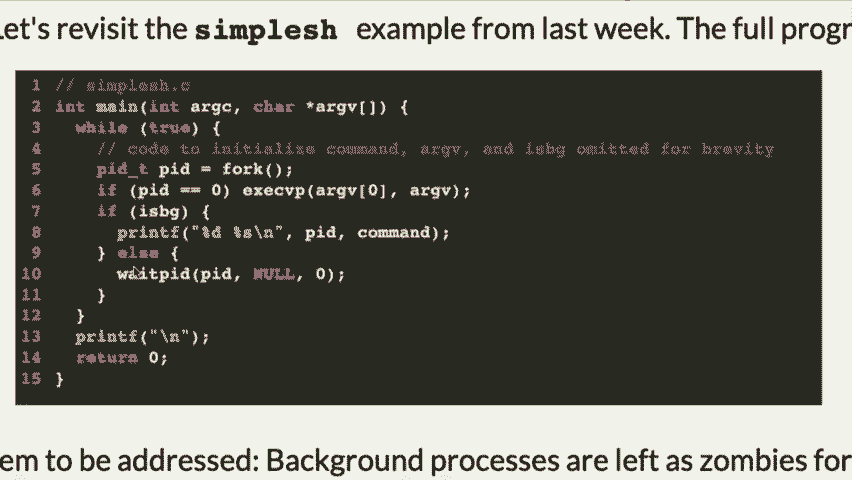 Let's revisit the simplesh example from last week. The full progr
1 // simplesh.c
2 int main(int argc, char *argv[]) {
3 while (true) {
4 // code to initialize command, argv, and isbg omitted for brevity
5 pid_t pid = fork();
6 if (pid == 0) execvp(argv[0], argv);
7 if (isbg) {
8 printf("%d %s\n", pid, command);
9 } else {
10 waitpid(pid, NULL, 0);
11 }
12 }
13 printf("\n");
14 return 0;
15 }
em to be addressed: Background processes are left as zombies for